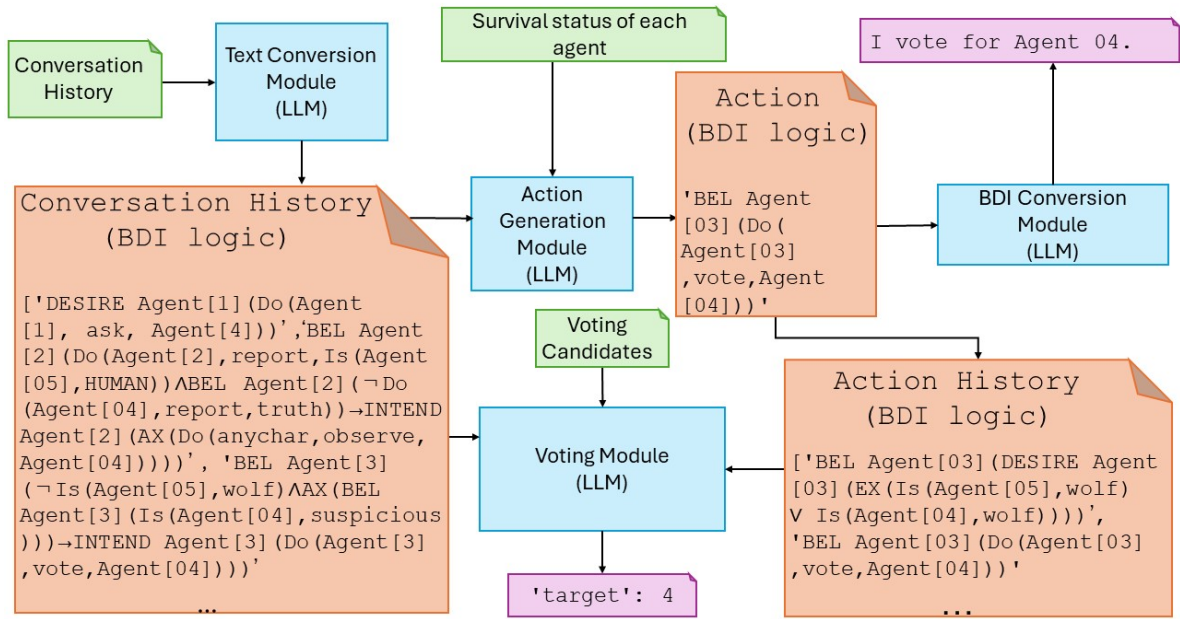 Conversation
History
Text Conversion
Module
(LLM)
Survival status of each
agent
I vote for Agent 04.
Action
(BDI logic)
'BEL Agent
[03](Do(
Agent[03]
,vote,Agent
[04]))'
Conversation History
(BDI logic)
['DESIRE Agent[1](Do(Agent
[1], ask, Agent[4]))’,‘BEL Agent
[2](Do(Agent[2],report,Is(Agent
[05],HUMAN))∧BEL Agent[2](¬Do
(Agent[04],report,truth))→INTEND
Agent[2](AX(Do(anychar,observe,
Agent[04]))))’, 'BEL Agent[3]
(¬Is(Agent[05],wolf)∧AX(BEL
Agent[3](Is(Agent[04],suspicious
)))→INTEND Agent[3](Do(Agent[3]
,vote,Agent[04])))’
...
Action
Generation
Module
(LLM)
BDI Conversion
Module
(LLM)
Voting
Candidates
Voting Module
(LLM)
'target': 4
Action History
(BDI logic)
['BEL Agent[03](DESIRE Agent
[03](EX(Is(Agent[05],wolf)
∨ Is(Agent[04],wolf))))’,
'BEL Agent[03](Do(Agent[03]
,vote,Agent[04]))'
...